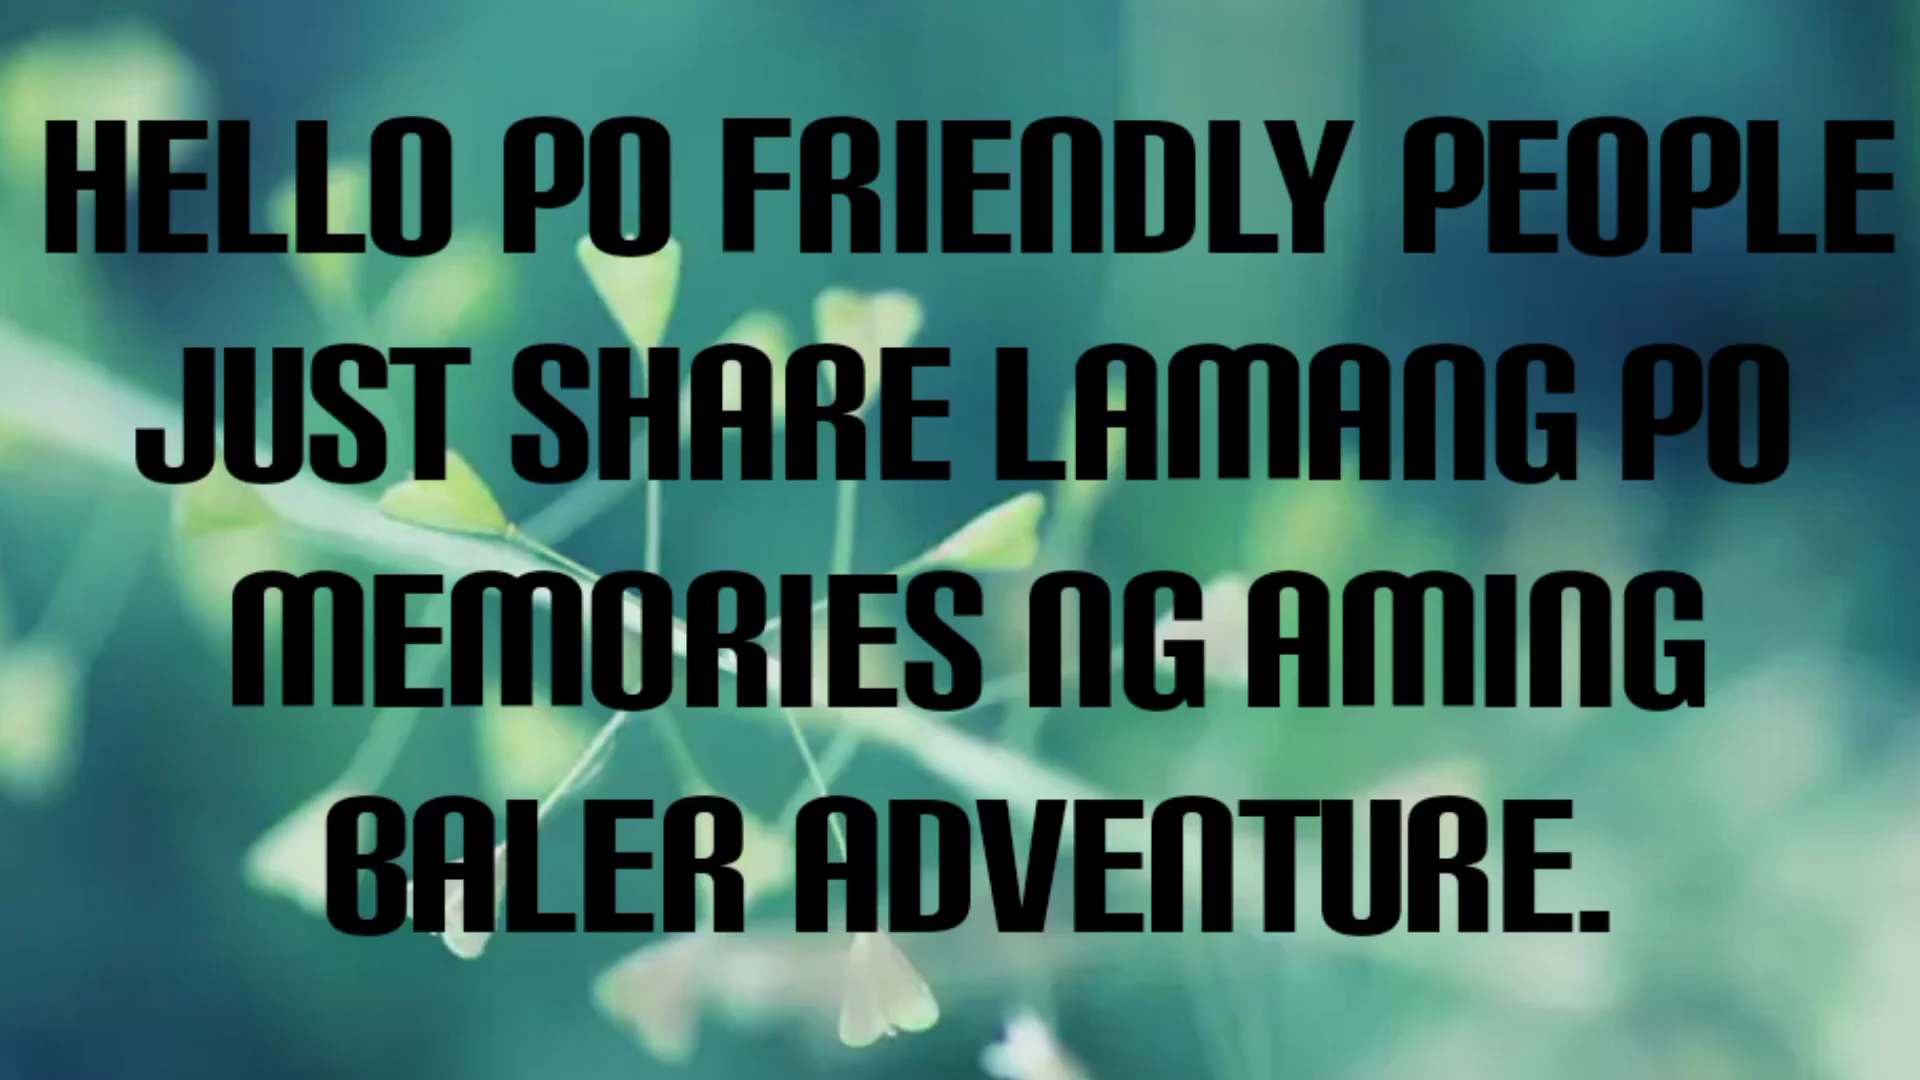 HELLO PO FRIENDLY PEOPLE
JUST SHARE LAMANG PO
MEMORIES NG AMING
BALER ADVENTURE.